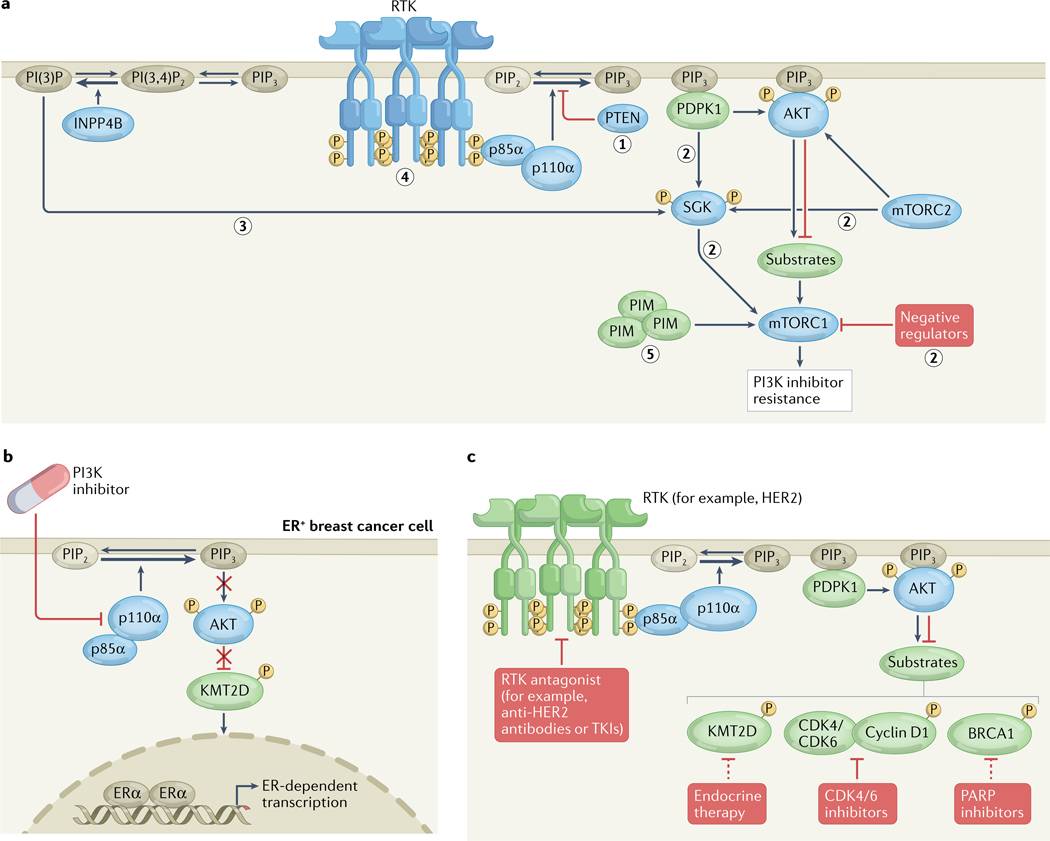 a
RTK
PI(3)P
PI(3,4)P2
PIP3
PIP2
PIP3
PIP3
PIP3
INPP4B
PTEN
1
PDPK1
P
P
AKT
P
P
P
P
P
P
P
P
P
P
P
P
p85α
p110α
4
2
P
P
SGK
2
mTORC2
3
2
Substrates
PIM
PIM
PIM
5
mTORC1
Negative
regulators
2
PI3K inhibitor
resistance
b
PI3K
inhibitor
ER+ breast cancer cell
PIP2
PIP3
p110α
p85α
P
P
AKT
P
KMT2D
ERα
ERα
ER-dependent
transcription
c
RTK (for example, HER2)
PIP2
PIP3
PIP3
PIP3
PDPK1
P
P
AKT
P
P
P
P
P
P
P
P
P
P
P
P
p85α
p110α
Substrates
RTK antagonist
(for example,
anti-HER2
antibodies or TKIs)
P
KMT2D
CDK4/
CDK6
P
Cyclin D1
P
BRCA1
Endocrine
therapy
CDK4/6
inhibitors
PARP
inhibitors